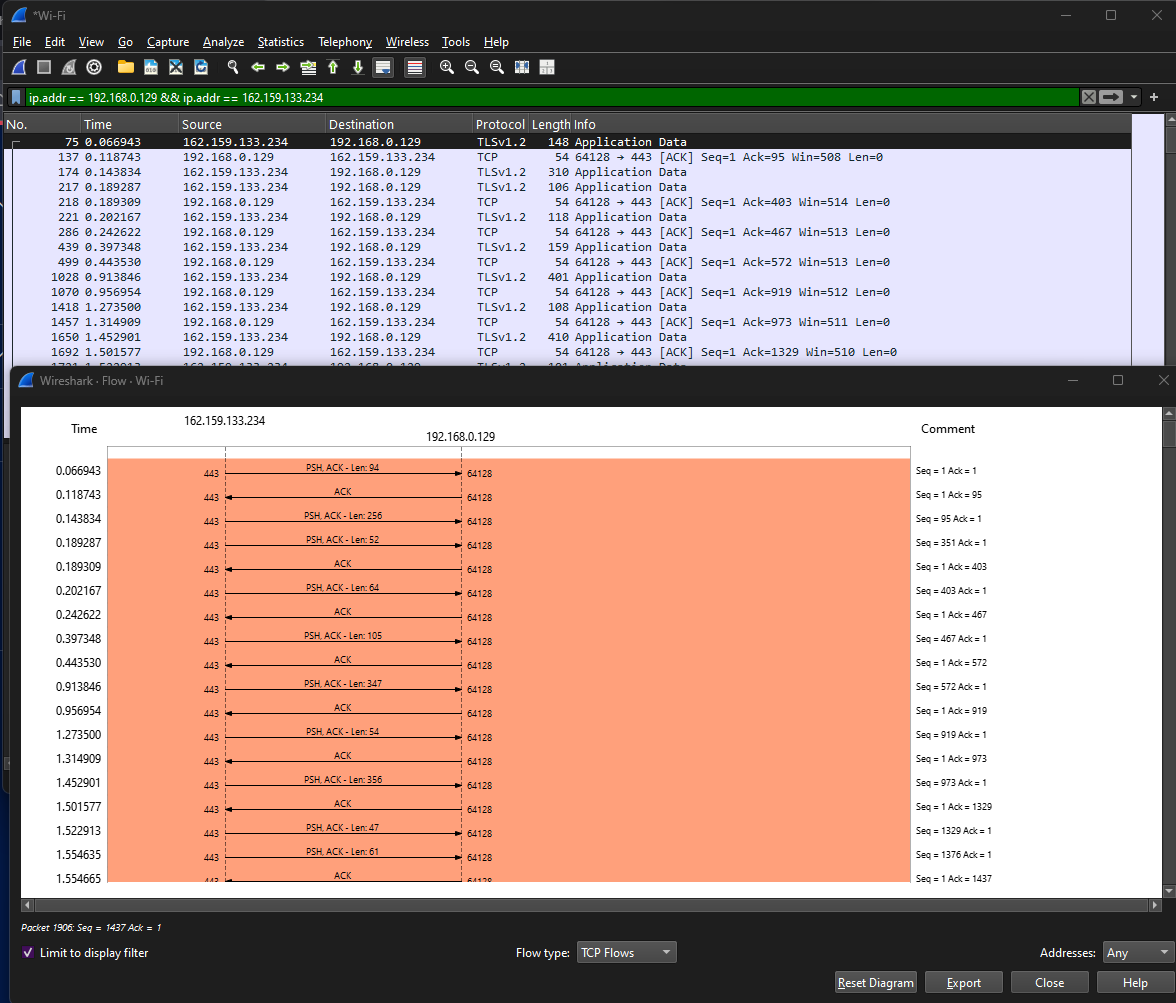 *Wi-Fi
File Edit View Go Capture Analyze Statistics Telephony Wireless Tools Help
ip.addr == 192.168.0.129 && ip.addr == 162.159.133.234
No. Time Source Destination Protocol Length Info
75 0.066943 162.159.133.234 192.168.0.129 TLSv1.2 148 Application Data
137 0.118743 192.168.0.129 162.159.133.234 TCP 54 64128 → 443 [ACK] Seq=1 Ack=95 Win=508 Len=0
174 0.143834 162.159.133.234 192.168.0.129 TLSv1.2 310 Application Data
217 0.189287 162.159.133.234 192.168.0.129 TLSv1.2 106 Application Data
218 0.189309 192.168.0.129 162.159.133.234 TCP 54 64128 → 443 [ACK] Seq=1 Ack=403 Win=514 Len=0
221 0.202167 162.159.133.234 192.168.0.129 TLSv1.2 118 Application Data
286 0.242622 192.168.0.129 162.159.133.234 TCP 54 64128 → 443 [ACK] Seq=1 Ack=467 Win=513 Len=0
439 0.397348 162.159.133.234 192.168.0.129 TLSv1.2 159 Application Data
499 0.443530 192.168.0.129 162.159.133.234 TCP 54 64128 → 443 [ACK] Seq=1 Ack=572 Win=513 Len=0
1028 0.913846 162.159.133.234 192.168.0.129 TLSv1.2 401 Application Data
1070 0.956954 192.168.0.129 162.159.133.234 TCP 54 64128 → 443 [ACK] Seq=1 Ack=919 Win=512 Len=0
1418 1.273500 162.159.133.234 192.168.0.129 TLSv1.2 108 Application Data
1457 1.314909 192.168.0.129 162.159.133.234 TCP 54 64128 → 443 [ACK] Seq=1 Ack=973 Win=511 Len=0
1650 1.452901 162.159.133.234 192.168.0.129 TLSv1.2 410 Application Data
1692 1.501577 192.168.0.129 162.159.133.234 TCP 54 64128 → 443 [ACK] Seq=1 Ack=1329 Win=510 Len=0
Wireshark · Flow · Wi-Fi
Time 162.159.133.234 192.168.0.129 Comment
0.066943 443 PSH, ACK - Len: 94 64128 Seq = 1 Ack = 1
0.118743 443 ACK 64128 Seq = 1 Ack = 95
0.143834 443 PSH, ACK - Len: 256 64128 Seq = 95 Ack = 1
0.189287 443 PSH, ACK - Len: 52 64128 Seq = 351 Ack = 1
0.189309 443 ACK 64128 Seq = 1 Ack = 403
0.202167 443 PSH, ACK - Len: 64 64128 Seq = 403 Ack = 1
0.242622 443 ACK 64128 Seq = 1 Ack = 467
0.397348 443 PSH, ACK - Len: 105 64128 Seq = 467 Ack = 1
0.443530 443 ACK 64128 Seq = 1 Ack = 572
0.913846 443 PSH, ACK - Len: 347 64128 Seq = 572 Ack = 1
0.956954 443 ACK 64128 Seq = 1 Ack = 919
1.273500 443 PSH, ACK - Len: 54 64128 Seq = 919 Ack = 1
1.314909 443 ACK 64128 Seq = 1 Ack = 973
1.452901 443 PSH, ACK - Len: 356 64128 Seq = 973 Ack = 1
1.501577 443 ACK 64128 Seq = 1 Ack = 1329
1.522913 443 PSH, ACK - Len: 47 64128 Seq = 1329 Ack = 1
1.554635 443 PSH, ACK - Len: 61 64128 Seq = 1376 Ack = 1
1.554665 443 ACK 64128 Seq = 1 Ack = 1437
Packet 1906: Seq = 1437 Ack = 1
Limit to display filter Flow type: TCP Flows Addresses: Any
Reset Diagram Export Close Help